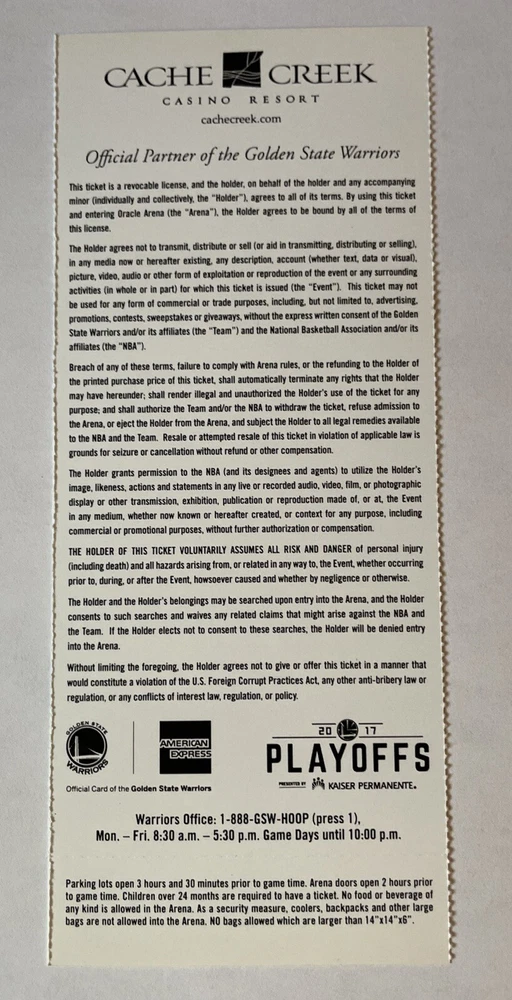 CACHE CREEK
CASINO RESORT
cachecreek.com
Official Partner of the Golden State Warriors
This ticket is a revocable license, and the holder, on behalf of the holder and any accompanying
minor (individually and collectively, the "Holder"), agrees to all of its terms. By using this ticket
and entering Oracle Arena (the "Arena"), the Holder agrees to be bound by all of the terms of
this license.
The Holder agrees not to transmit, distribute or sell (or aid in transmitting, distributing or selling),
in any media now or hereafter existing, any description, account (whether text, data or visual),
picture, video, audio or other form of exploitation or reproduction of the event or any surrounding
activities (in whole or in part) for which this ticket is issued (the "Event"). This ticket may not
be used for any form of commercial or trade purposes, including, but not limited to, advertising,
promotions, contests, sweepstakes or giveaways, without the express written consent of the Golden
State Warriors and/or its affiliates (the "Team") and the National Basketball Association and/or its
affiliates (the "NBA").
Breach of any of these terms, failure to comply with Arena rules, or the refunding to the Holder of
the printed purchase price of this ticket, shall automatically terminate any rights that the Holder
may have hereunder; shall render illegal and unauthorized the Holder's use of the ticket for any
purpose; and shall authorize the Team and/or the NBA to withdraw the ticket, refuse admission to
the Arena, or eject the Holder from the Arena, and subject the Holder to all legal remedies available
to the NBA and the Team. Resale or attempted resale of this ticket in violation of applicable law is
grounds for seizure or cancellation without refund or other compensation.
The Holder grants permission to the NBA (and its designees and agents) to utilize the Holder's
image, likeness, actions and statements in any live or recorded audio, video, film, or photographic
display or other transmission, exhibition, publication or reproduction made of, or at, the Event
in any medium, whether now known or hereafter created, or context for any purpose, including
commercial or promotional purposes, without further authorization or compensation.
THE HOLDER OF THIS TICKET VOLUNTARILY ASSUMES ALL RISK AND DANGER of personal injury
(including death) and all hazards arising from, or related in any way to, the Event, whether occurring
prior to, during, or after the Event, howsoever caused and whether by negligence or otherwise.
The Holder and the Holder's belongings may be searched upon entry into the Arena, and the Holder
consents to such searches and waives any related claims that might arise against the NBA and
the Team. If the Holder elects not to consent to these searches, the Holder will be denied entry
into the Arena.
Without limiting the foregoing, the Holder agrees not to give or offer this ticket in a manner that
would constitute a violation of the U.S. Foreign Corrupt Practices Act, any other anti-bribery law or
regulation, or any conflicts of interest law, regulation, or policy.
GOLDEN STATE
WARRIORS
AMERICAN
EXPRESS
Official Card of the Golden State Warriors
20 17
PLAYOFFS
PRESENTED BY KAISER PERMANENTE.
Warriors Office: 1-888-GSW-HOOP (press 1),
Mon. – Fri. 8:30 a.m. – 5:30 p.m. Game Days until 10:00 p.m.
Parking lots open 3 hours and 30 minutes prior to game time. Arena doors open 2 hours prior
to game time. Children over 24 months are required to have a ticket. No food or beverage of
any kind is allowed in the Arena. As a security measure, coolers, backpacks and other large
bags are not allowed into the Arena. NO bags allowed which are larger than 14"x14"x6".